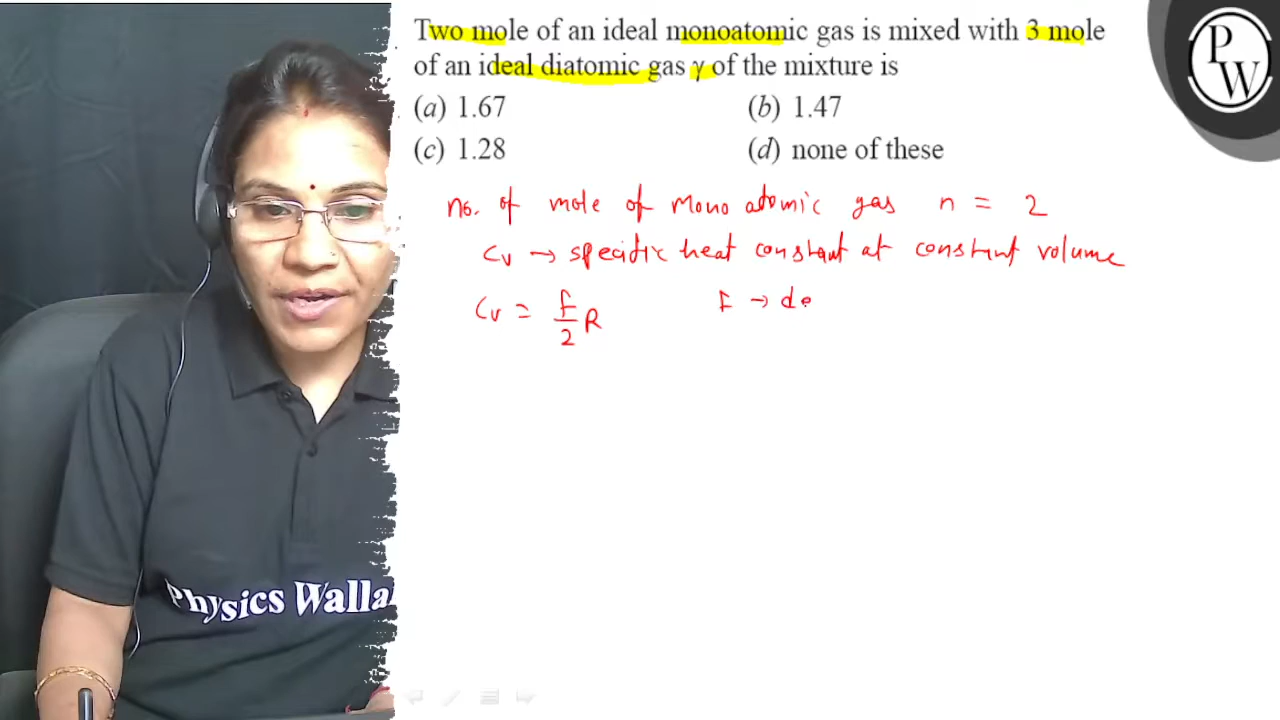 Two mole of an ideal monoatomic gas is mixed with 3 mole
of an ideal diatomic gas γ of the mixture is
(a) 1.67
(b) 1.47
(c) 1.28
(d) none of these
P
W
no. of mole of Mono atomic gas n = 2
Cv → specific heat constant at constant volume
Cv = f/2 R
F → de
Physics Walla